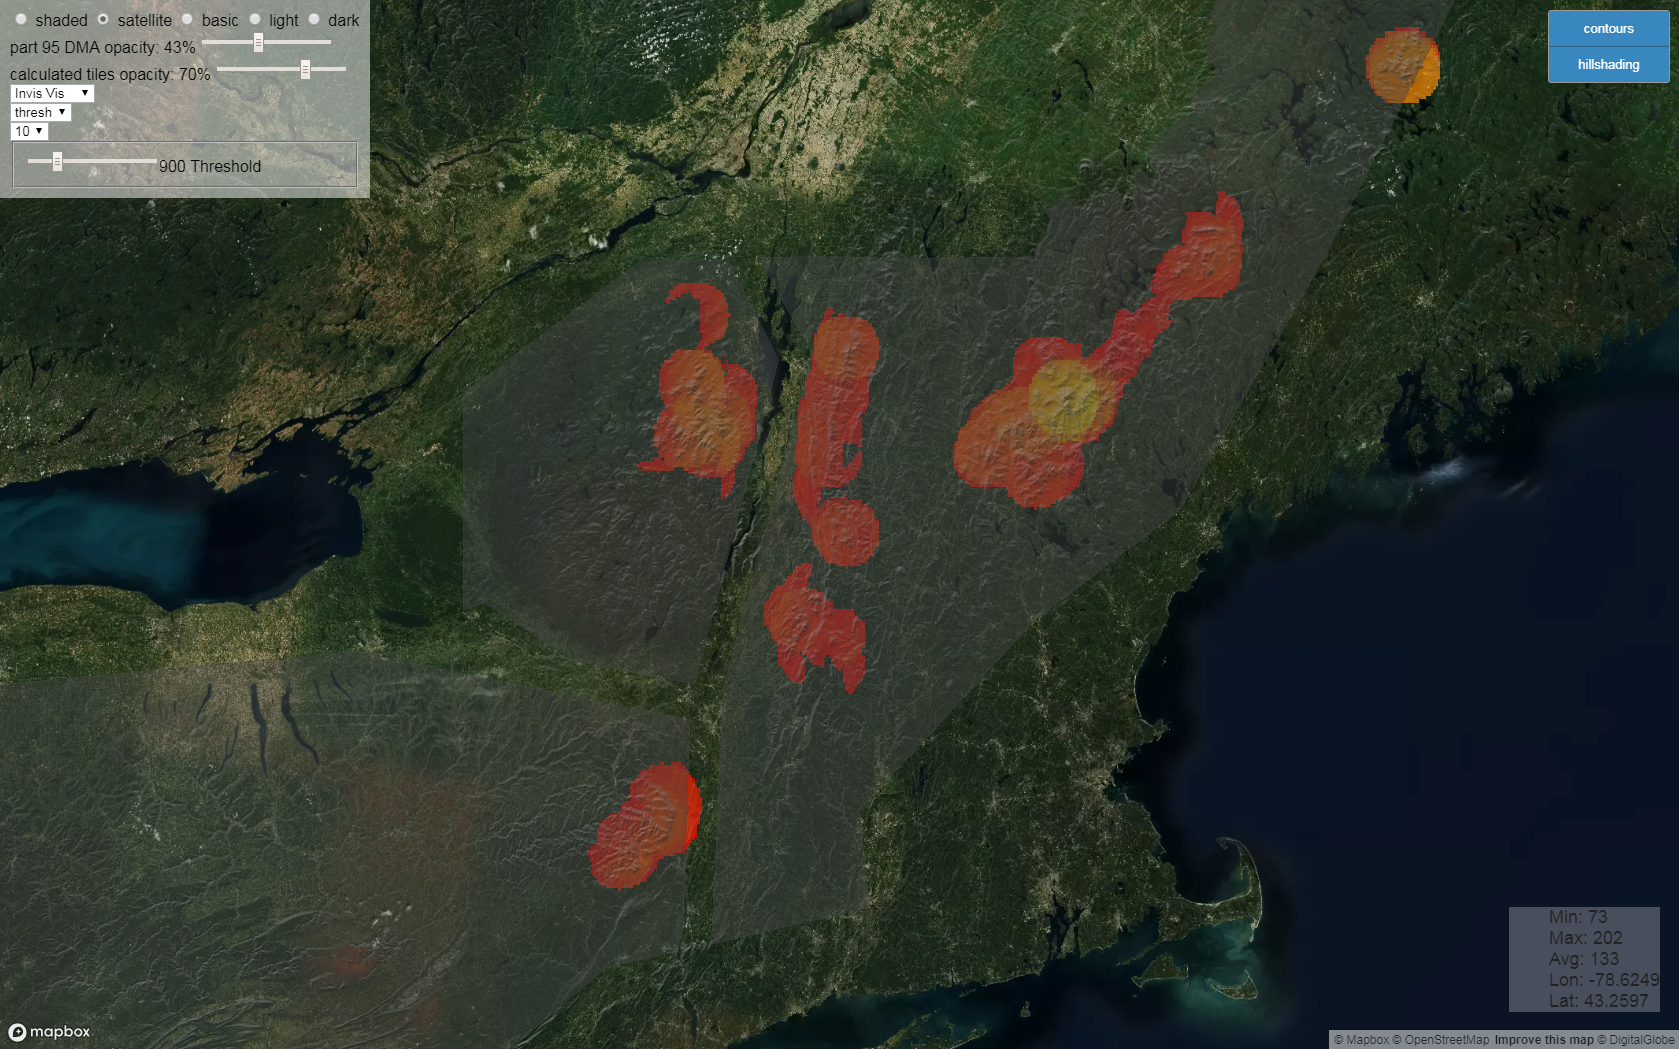 shaded satellite basic light dark
part 95 DMA opacity: 43%
calculated tiles opacity: 70%
Invis Vis
thresh
10
900 Threshold
contours
hillshading
Min: 73
Max: 202
Avg: 133
Lon: -78.6249
Lat: 43.2597
mapbox
© Mapbox © OpenStreetMap Improve this map © DigitalGlobe